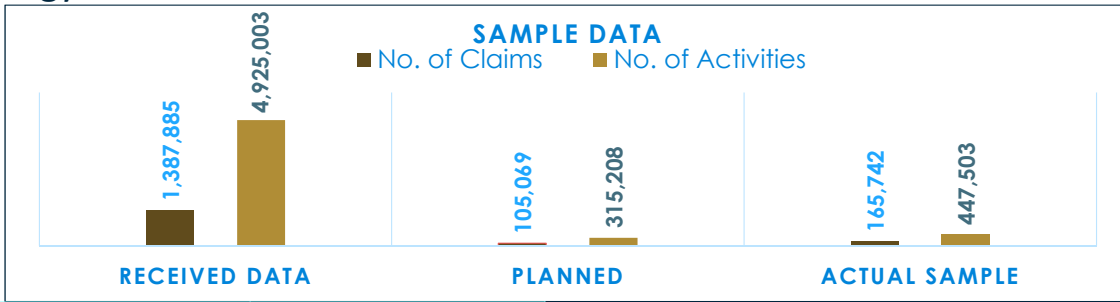 SAMPLE DATA
No. of Claims No. of Activities
1,387,885
4,925,003
105,069
315,208
165,742
447,503
RECEIVED DATA PLANNED ACTUAL SAMPLE